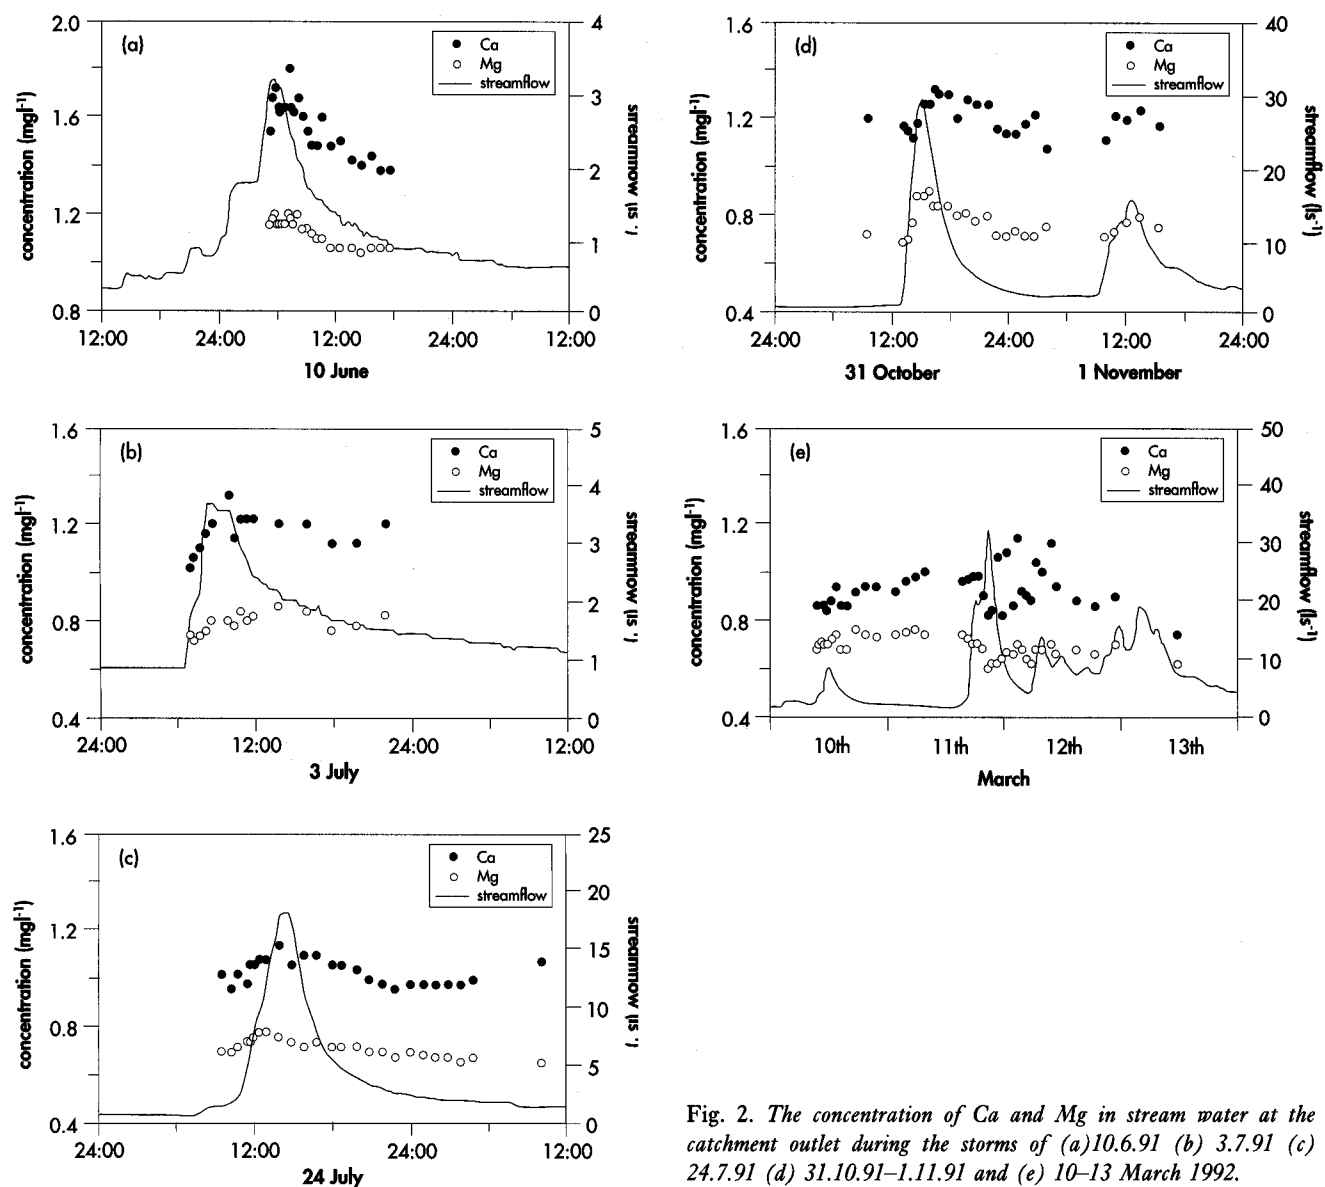 (a)
Ca
Mg
streamflow
2.0
1.6
1.2
0.8
concentration (mgl⁻¹)
4
3
2
1
0
12:00 24:00 12:00 24:00 12:00
10 June
(b)
Ca
Mg
streamflow
1.6
1.2
0.8
0.4
concentration (mgl⁻¹)
5
4
3
2
1
0
24:00 12:00 24:00 12:00
3 July
(c)
Ca
Mg
streamflow
1.6
1.2
0.8
0.4
concentration (mgl⁻¹)
25
20
15
10
5
0
24:00 12:00 24:00 12:00
24 July
(d)
Ca
Mg
streamflow
1.6
1.2
0.8
0.4
concentration (mgl⁻¹)
40
30
20
10
0
streamflow (ls⁻¹)
24:00 12:00 24:00 12:00 24:00
31 October 1 November
(e)
Ca
Mg
streamflow
1.6
1.2
0.8
0.4
concentration (mgl⁻¹)
50
40
30
20
10
0
streamflow (ls⁻¹)
10th 11th 12th 13th
March
Fig. 2. The concentration of Ca and Mg in stream water at the
catchment outlet during the storms of (a)10.6.91 (b) 3.7.91 (c)
24.7.91 (d) 31.10.91–1.11.91 and (e) 10–13 March 1992.